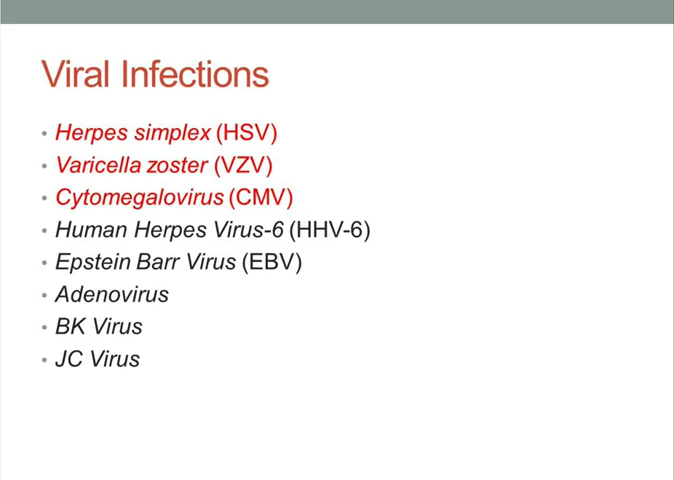 Viral Infections
• Herpes simplex (HSV)
• Varicella zoster (VZV)
• Cytomegalovirus (CMV)
• Human Herpes Virus-6 (HHV-6)
• Epstein Barr Virus (EBV)
• Adenovirus
• BK Virus
• JC Virus